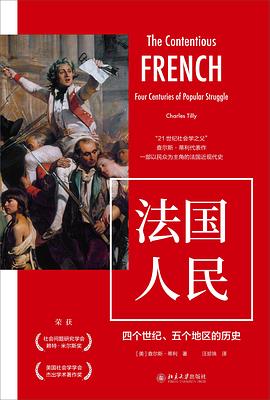 The Contentious
FRENCH
Four Centuries of Popular Struggle
Charles Tilly
“21世纪社会学之父”
查尔斯·蒂利代表作
一部以民众为主角的法国近现代史
法国
人民
四个世纪、五个地区的历史
[美]查尔斯·蒂利 著 汪珍珠 译
荣获
社会问题研究学会
赖特·米尔斯奖
美国社会学学会
杰出学术著作奖
北京大学出版社